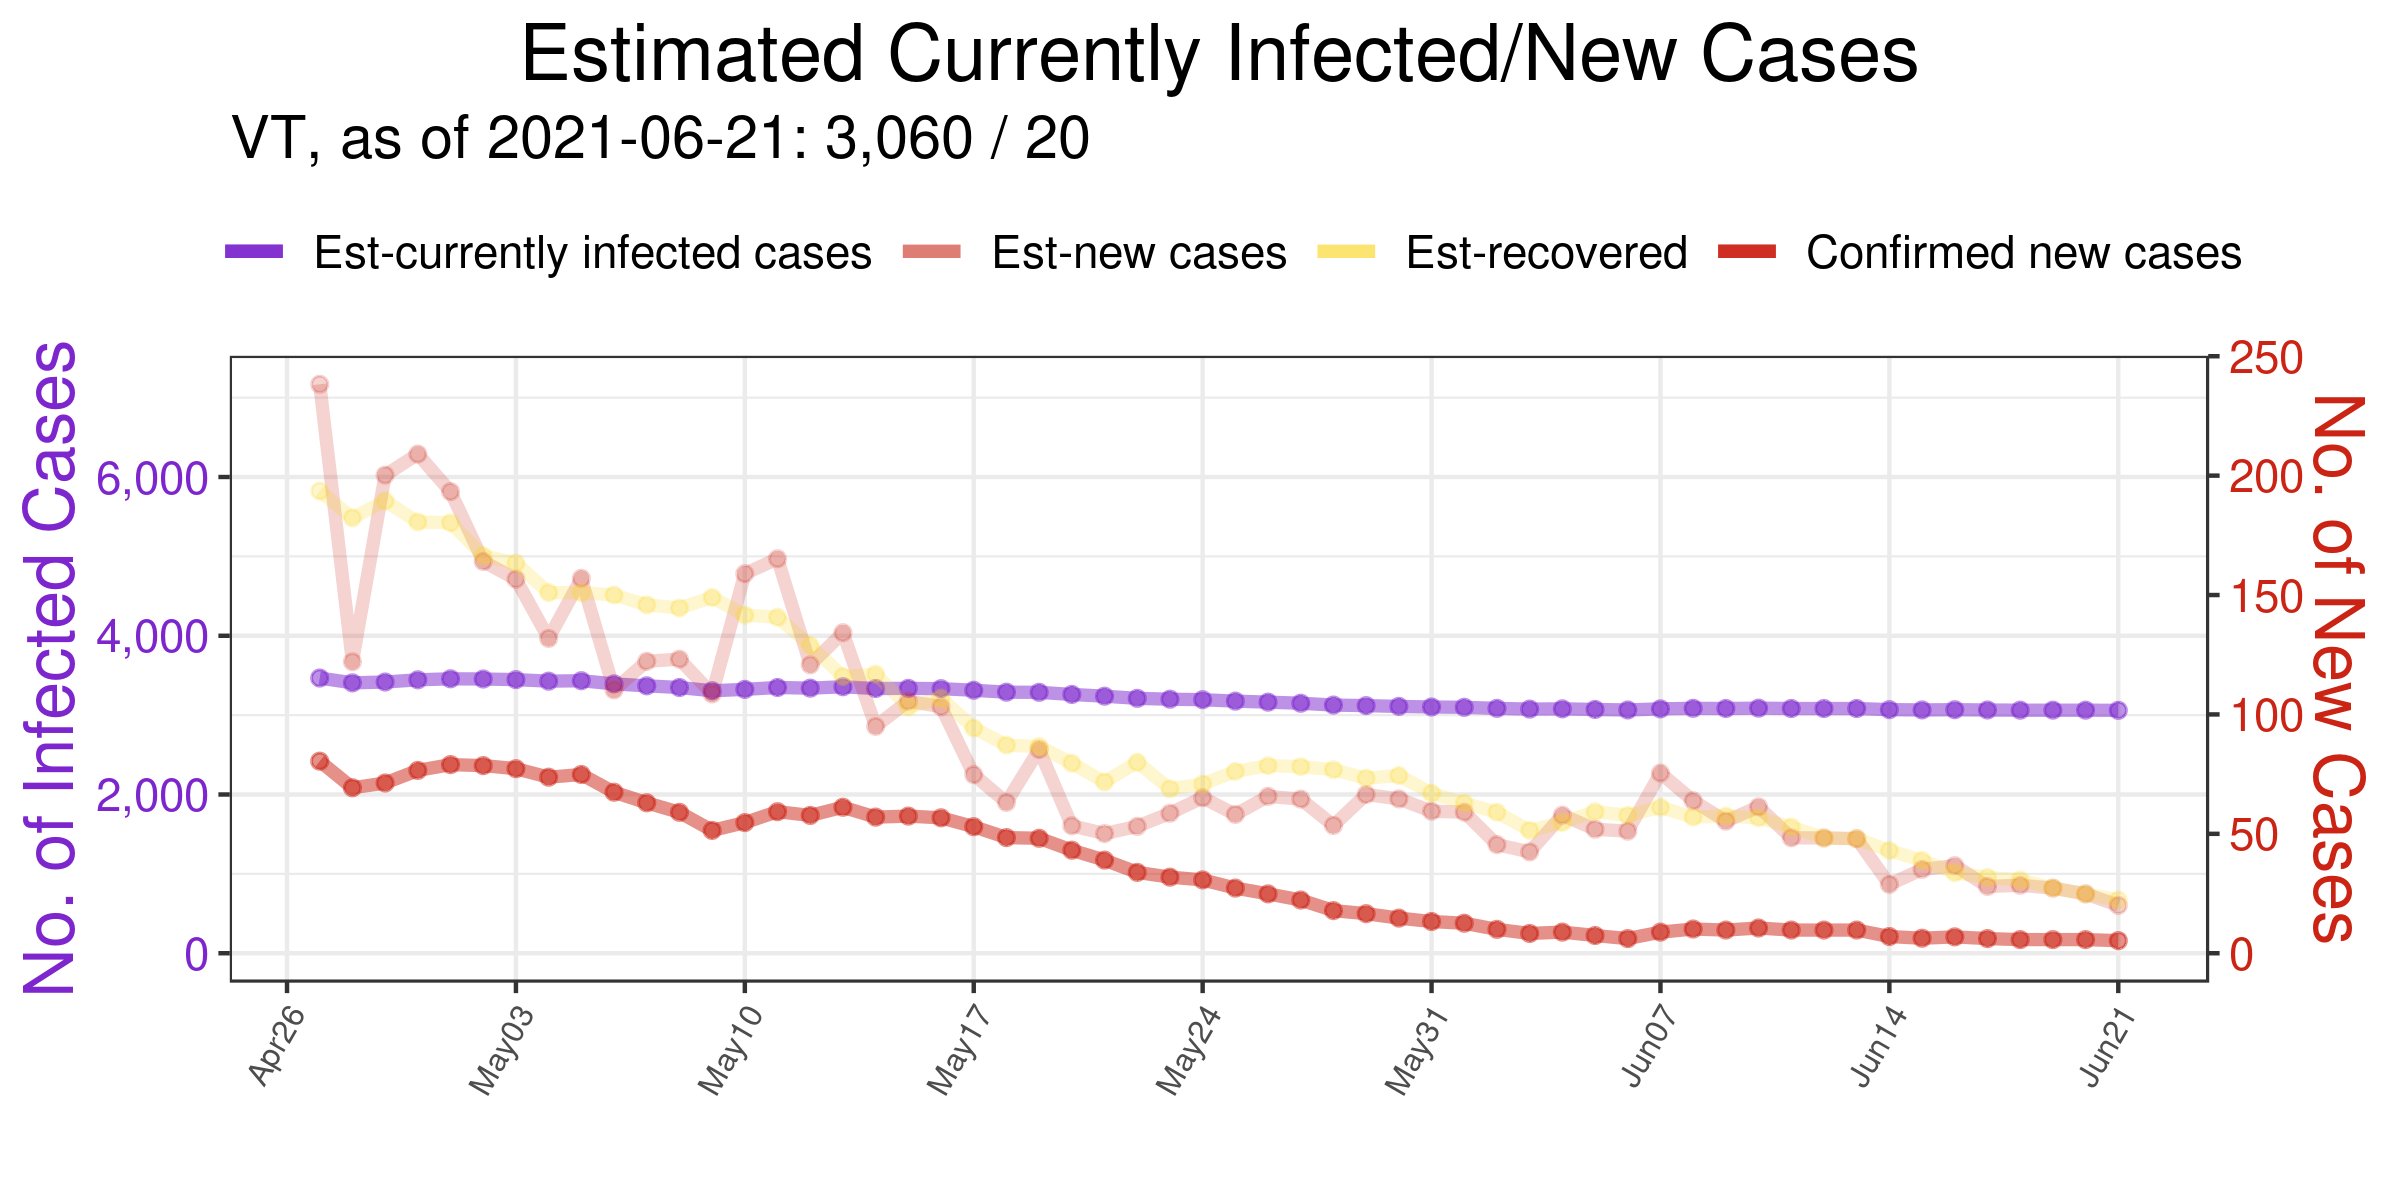 Estimated Currently Infected/New Cases
VT, as of 2021-06-21: 3,060 / 20
Est-currently infected cases Est-new cases Est-recovered Confirmed new cases
No. of Infected Cases
6,000
4,000
2,000
0
250
200
150
100
50
0
No. of New Cases
Apr26 May03 May10 May17 May24 May31 Jun07 Jun14 Jun21